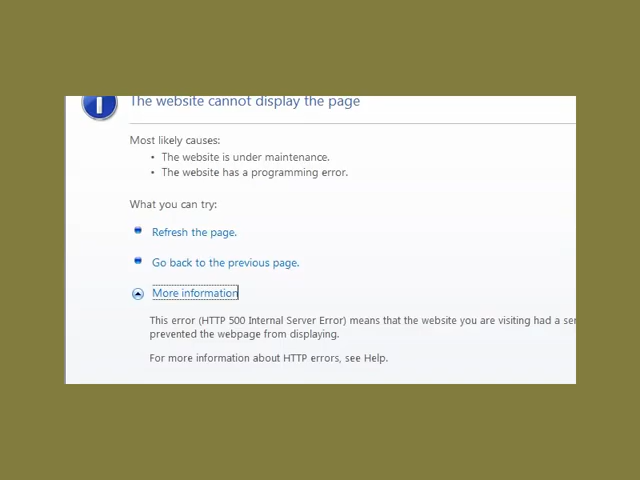 The website cannot display the page
Most likely causes:
• The website is under maintenance.
• The website has a programming error.
What you can try:
Refresh the page.
Go back to the previous page.
More information
This error (HTTP 500 Internal Server Error) means that the website you are visiting had a
prevented the webpage from displaying.
For more information about HTTP errors, see Help.